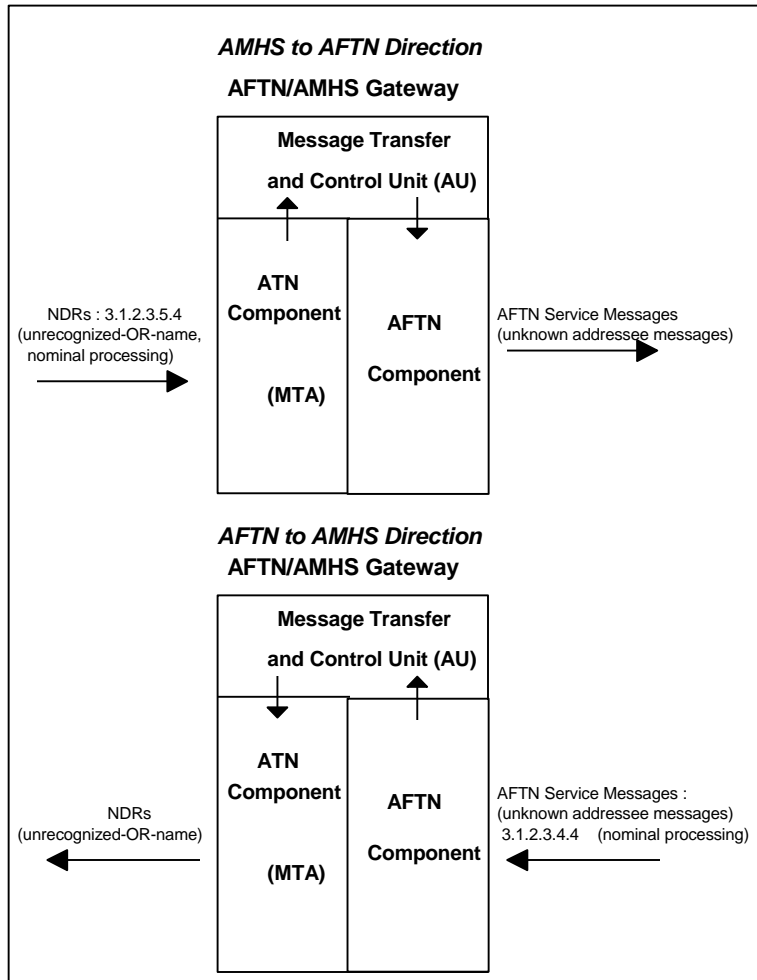 AMHS to AFTN Direction
AFTN/AMHS Gateway
Message Transfer
and Control Unit (AU)
NDRs : 3.1.2.3.5.4
(unrecognized-OR-name,
nominal processing)
ATN
Component
(MTA)
AFTN
Component
AFTN Service Messages
(unknown addressee messages)
AFTN to AMHS Direction
AFTN/AMHS Gateway
Message Transfer
and Control Unit (AU)
NDRs
(unrecognized-OR-name)
ATN
Component
(MTA)
AFTN
Component
AFTN Service Messages :
(unknown addressee messages)
3.1.2.3.4.4 (nominal processing)